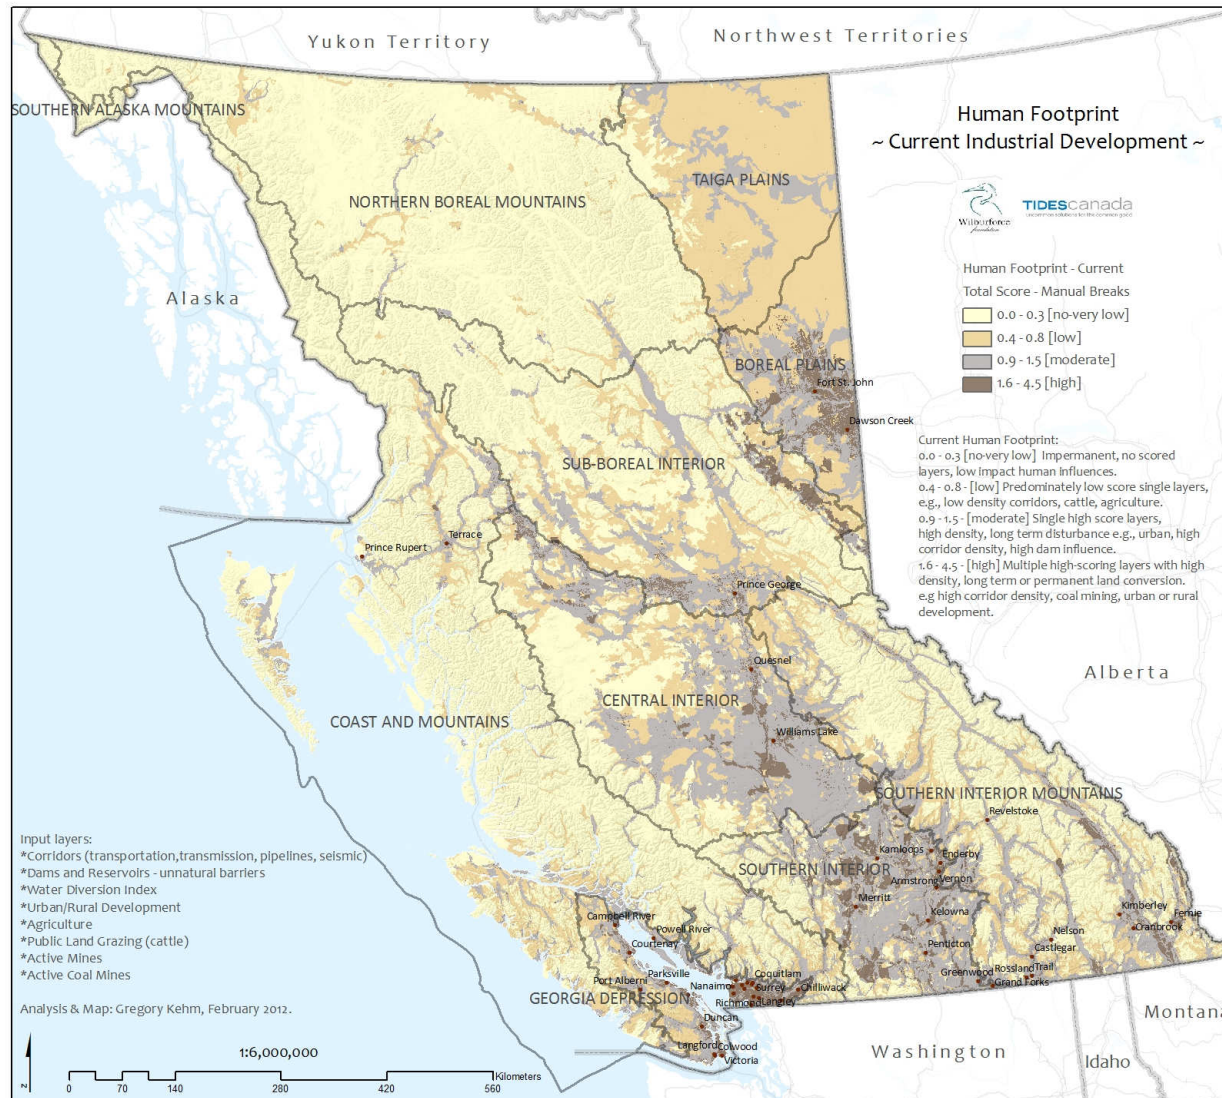 Yukon Territory
Northwest Territories
SOUTHERN ALASKA MOUNTAINS
Human Footprint
~ Current Industrial Development ~
TAIGA PLAINS
NORTHERN BOREAL MOUNTAINS
Wilburforce
foundation
TIDESCANADA
uncommon solutions for the common good
Human Footprint - Current
Total Score - Manual Breaks
0.0 - 0.3 [no-very low]
0.4 - 0.8 [low]
0.9 - 1.5 [moderate]
1.6 - 4.5 [high]
Alaska
BOREAL PLAINS
Fort St. John
Dawson Creek
Current Human Footprint:
0.0 - 0.3 [no-very low] Impermanent, no scored
layers, low impact human influences.
0.4 - 0.8 - [low] Predominately low score single layers,
e.g., low density corridors, cattle, agriculture.
0.9 - 1.5 - [moderate] Single high score layers,
high density, long term disturbance e.g., urban, high
corridor density, high dam influence.
1.6 - 4.5 - [high] Multiple high-scoring layers with high
density, long term or permanent land conversion.
e.g high corridor density, coal mining, urban or rural
development.
SUB-BOREAL INTERIOR
Terrace
Prince Rupert
Prince George
Quesnel
Alberta
CENTRAL INTERIOR
COAST AND MOUNTAINS
Williams Lake
SOUTHERN INTERIOR MOUNTAINS
Revelstoke
Input layers:
*Corridors (transportation,transmission, pipelines, seismic)
*Dams and Reservoirs - unnatural barriers
*Water Diversion Index
*Urban/Rural Development
*Agriculture
*Public Land Grazing (cattle)
*Active Mines
*Active Coal Mines
Analysis & Map: Gregory Kehm, February 2012.
Kamloops
Enderby
SOUTHERN INTERIOR
Armstrong
Vernon
Merritt
Kelowna
Kimberley
Fernie
Cranbrook
Campbell River
Powell River
Courtenay
Penticton
Nelson
Castlegar
Port Alberni
Parksville
Nanaimo
Coquitlam
Surrey
Richmond
Langley
Chilliwack
Greenwood
Rossland
Trail
Grand Forks
GEORGIA DEPRESSION
Duncan
Langford
Colwood
Victoria
Montana
Washington
Idaho
1:6,000,000
Kilometers
0 70 140 280 420 560
z